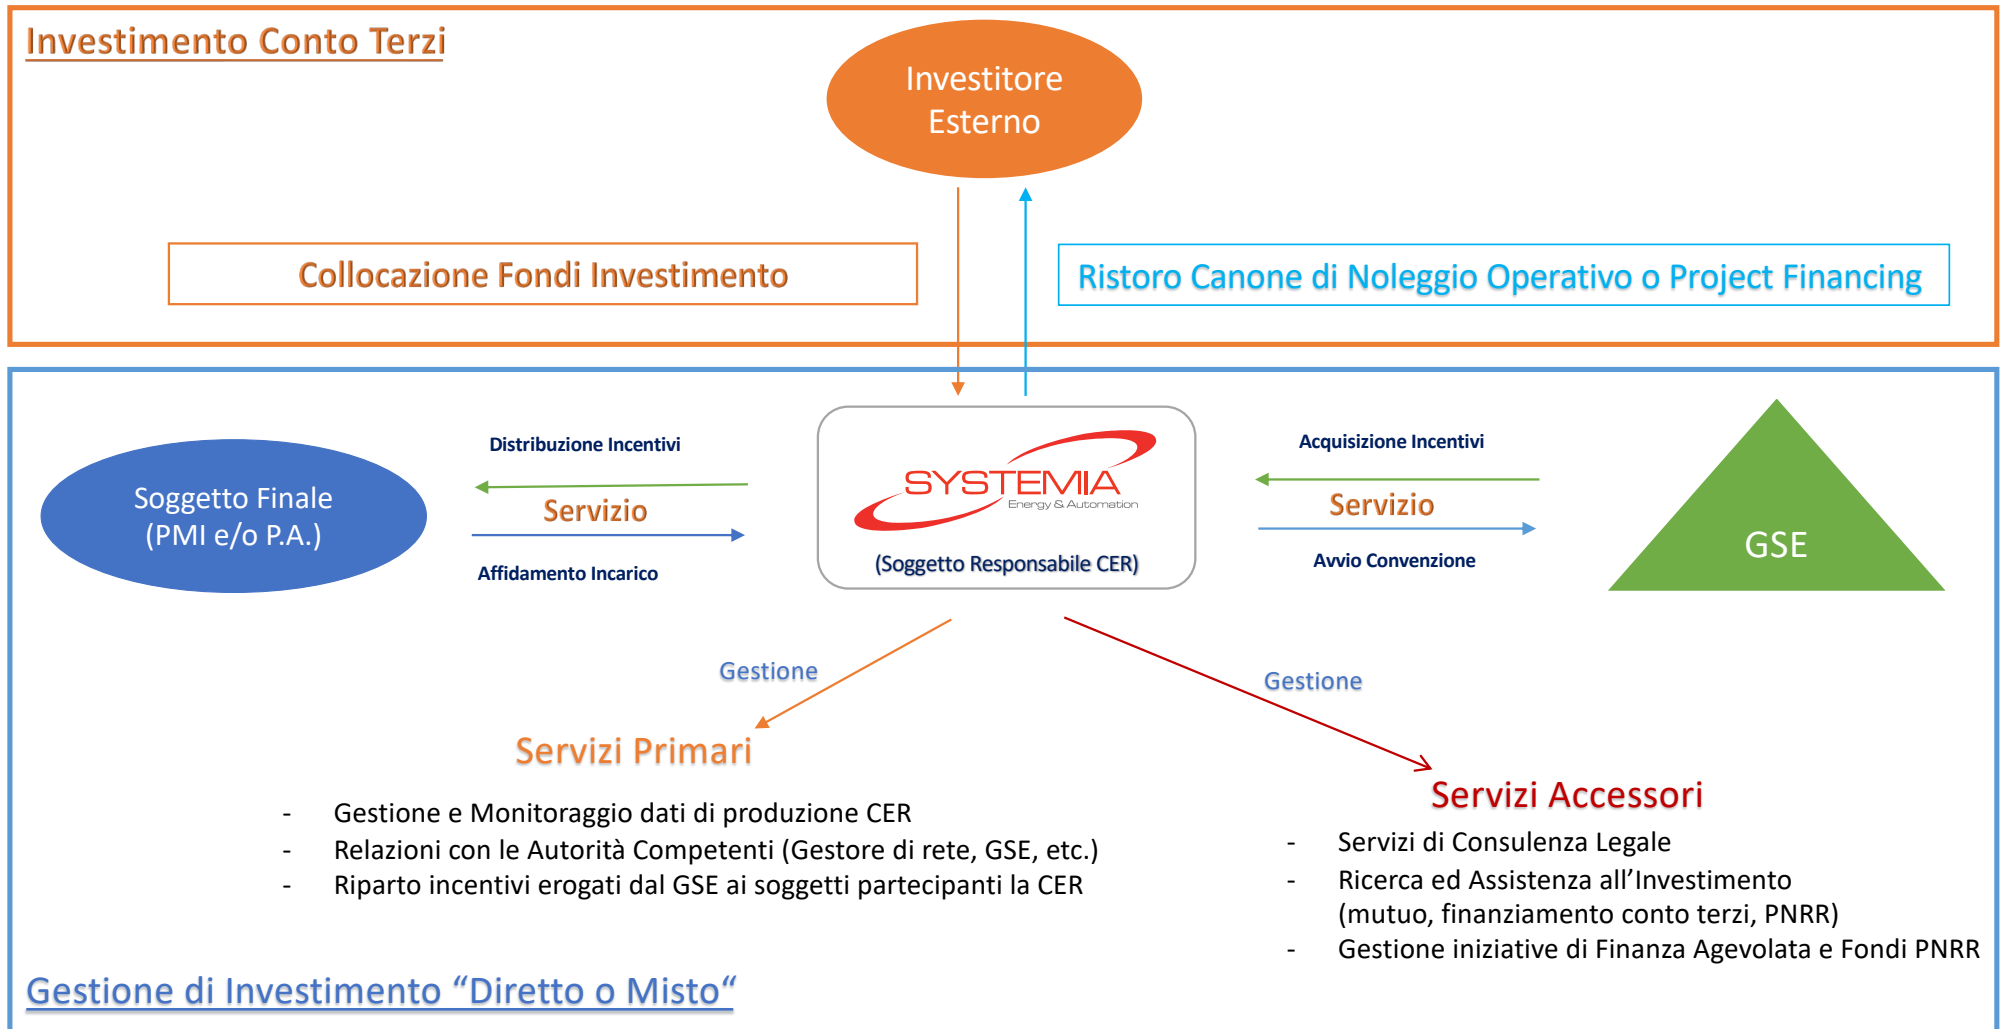 Investimento Conto Terzi
Investitore
Esterno
Collocazione Fondi Investimento
Ristoro Canone di Noleggio Operativo o Project Financing
Soggetto Finale
(PMI e/o P.A.)
Distribuzione Incentivi
Servizio
Affidamento Incarico
SYSTEMIA
Energy & Automation
(Soggetto Responsabile CER)
Acquisizione Incentivi
Servizio
Avvio Convenzione
GSE
Gestione
Gestione
Servizi Primari
- Gestione e Monitoraggio dati di produzione CER
- Relazioni con le Autorità Competenti (Gestore di rete, GSE, etc.)
- Riparto incentivi erogati dal GSE ai soggetti partecipanti la CER
Servizi Accessori
- Servizi di Consulenza Legale
- Ricerca ed Assistenza all’Investimento
(mutuo, finanziamento conto terzi, PNRR)
- Gestione iniziative di Finanza Agevolata e Fondi PNRR
Gestione di Investimento “Diretto o Misto“